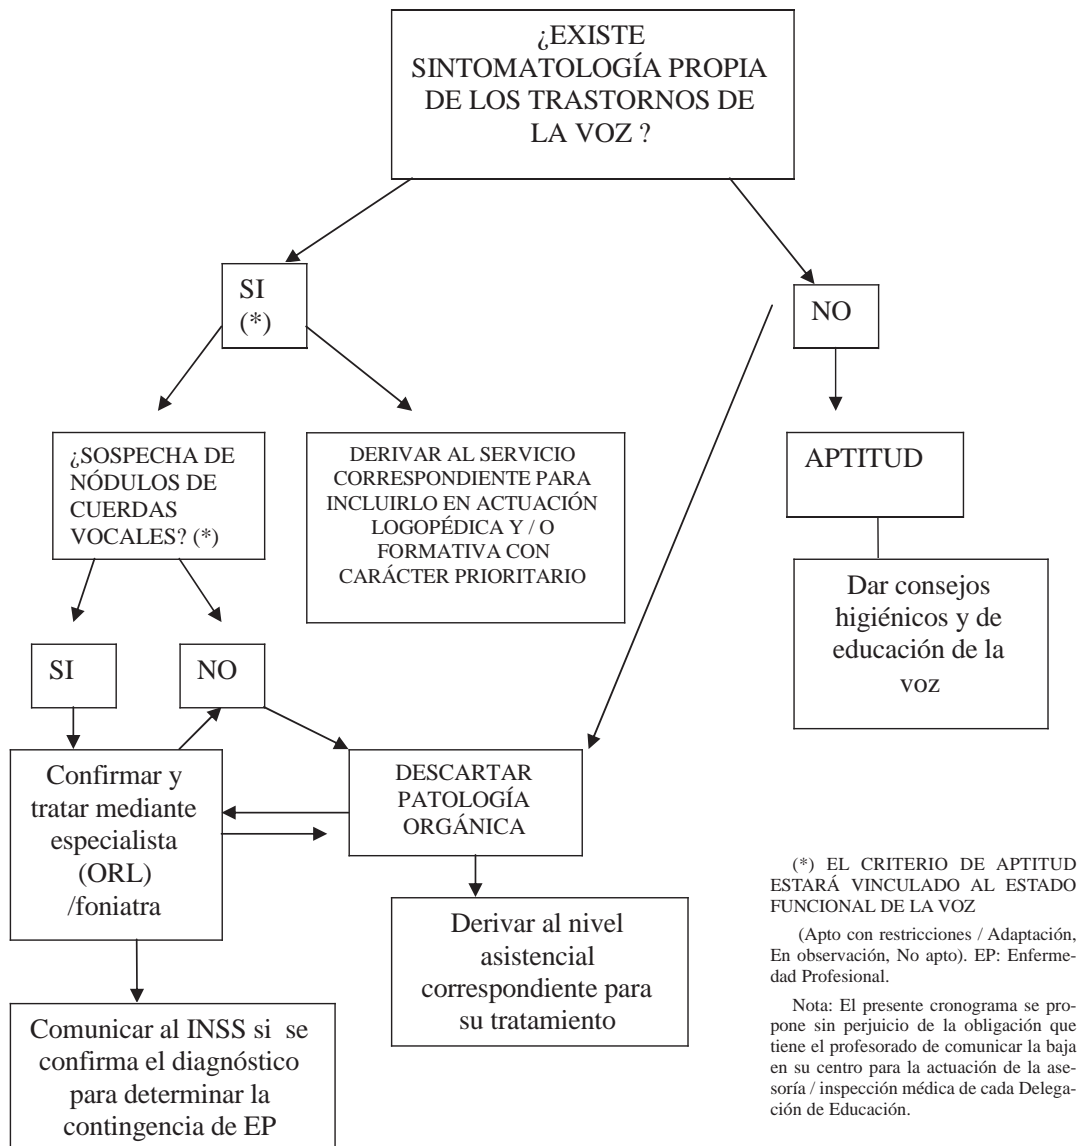 ¿EXISTE
SINTOMATOLOGÍA PROPIA
DE LOS TRASTORNOS DE
LA VOZ ?
SI
(*)
NO
¿SOSPECHA DE
NÓDULOS DE
CUERDAS
VOCALES? (*)
DERIVAR AL SERVICIO
CORRESPONDIENTE PARA
INCLUIRLO EN ACTUACIÓN
LOGOPÉDICA Y / O
FORMATIVA CON
CARÁCTER PRIORITARIO
APTITUD
Dar consejos
higiénicos y de
educación de la
voz
SI
NO
Confirmar y
tratar mediante
especialista
(ORL)
/foniatra
DESCARTAR
PATOLOGÍA
ORGÁNICA
Derivar al nivel
asistencial
correspondiente para
su tratamiento
Comunicar al INSS si se
confirma el diagnóstico
para determinar la
contingencia de EP
(*) EL CRITERIO DE APTITUD
ESTARÁ VINCULADO AL ESTADO
FUNCIONAL DE LA VOZ
(Apto con restricciones / Adaptación,
En observación, No apto). EP: Enferme-
dad Profesional.
Nota: El presente cronograma se pro-
pone sin perjuicio de la obligación que
tiene el profesorado de comunicar la baja
en su centro para la actuación de la ase-
soría / inspección médica de cada Delega-
ción de Educación.